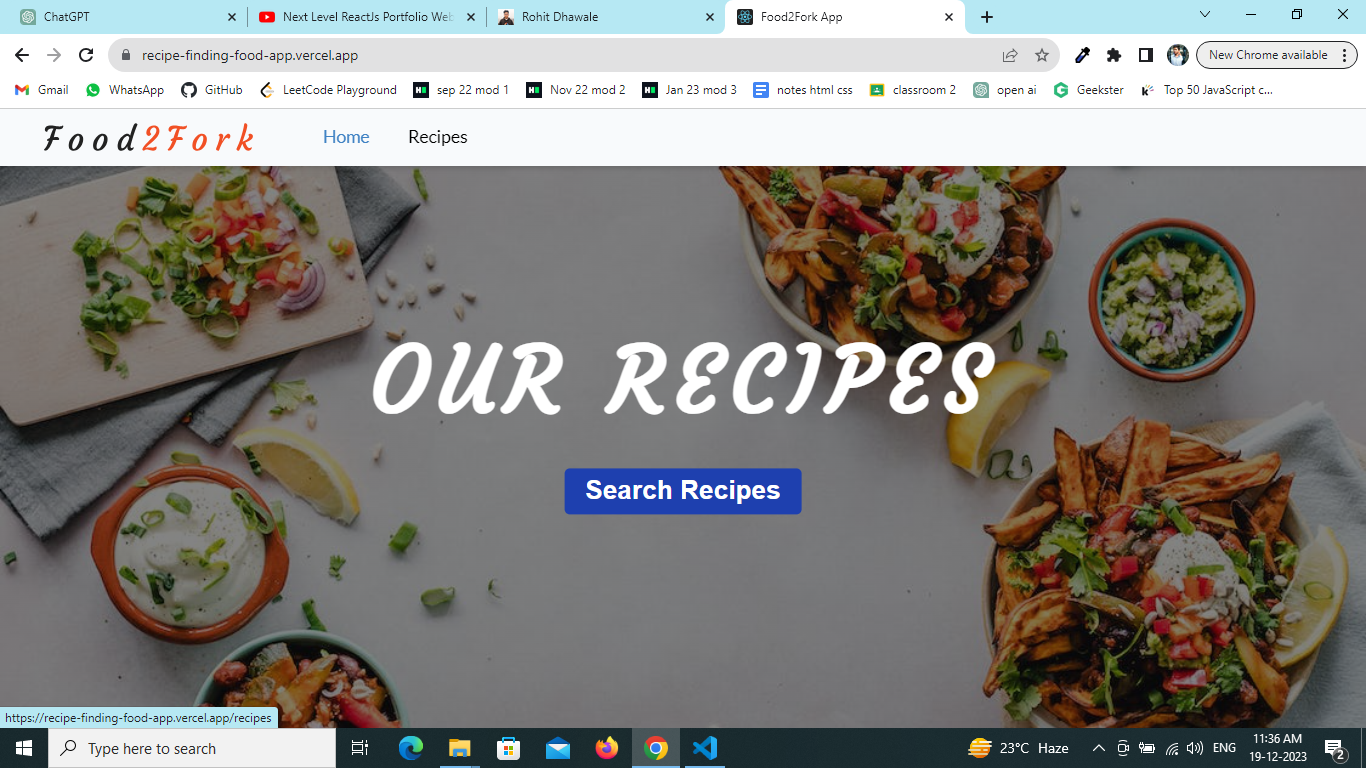 ChatGPT
Next Level ReactJs Portfolio Web
Rohit Dhawale
Food2Fork App
recipe-finding-food-app.vercel.app
New Chrome available
Gmail
WhatsApp
GitHub
LeetCode Playground
sep 22 mod 1
Nov 22 mod 2
Jan 23 mod 3
notes html css
classroom 2
open ai
Geekster
Top 50 JavaScript c...
Food2Fork
Home
Recipes
OUR RECIPES
Search Recipes
https://recipe-finding-food-app.vercel.app/recipes
Type here to search
23°C Haze
ENG
11:36 AM
19-12-2023
2